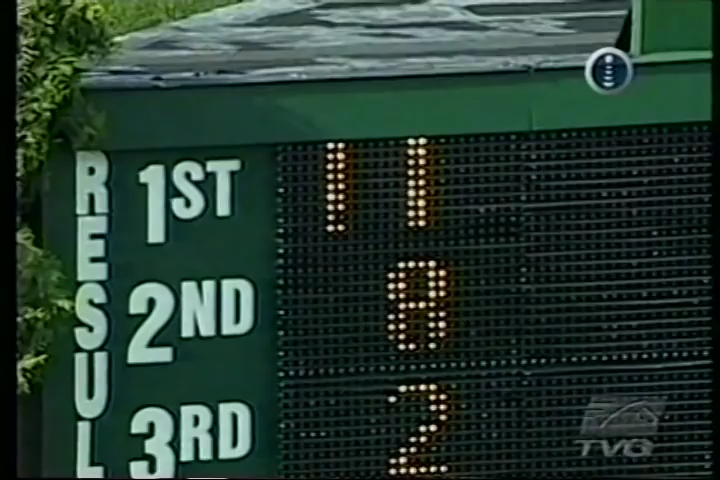 RESUL
1ST 11
2ND 8
3RD 2
TVG